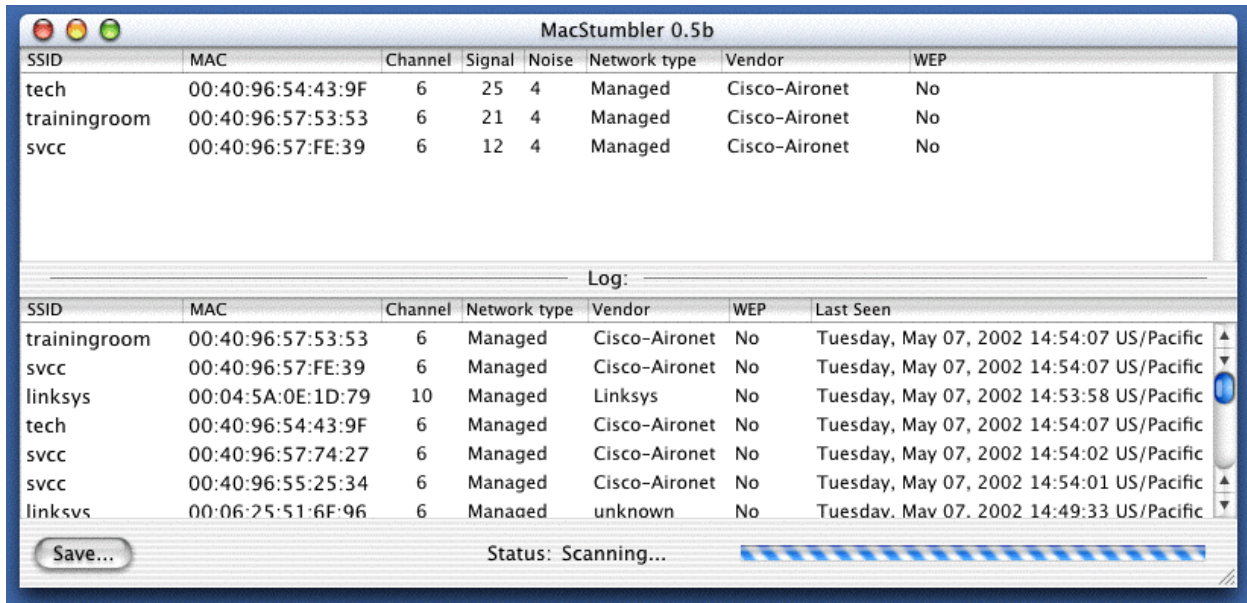 MacStumbler 0.5b
SSID MAC Channel Signal Noise Network type Vendor WEP
tech 00:40:96:54:43:9F 6 25 4 Managed Cisco-Aironet No
trainingroom 00:40:96:57:53:53 6 21 4 Managed Cisco-Aironet No
svcc 00:40:96:57:FE:39 6 12 4 Managed Cisco-Aironet No
Log:
SSID MAC Channel Network type Vendor WEP Last Seen
trainingroom 00:40:96:57:53:53 6 Managed Cisco-Aironet No Tuesday, May 07, 2002 14:54:07 US/Pacific
svcc 00:40:96:57:FE:39 6 Managed Cisco-Aironet No Tuesday, May 07, 2002 14:54:07 US/Pacific
linksys 00:04:5A:0E:1D:79 10 Managed Linksys No Tuesday, May 07, 2002 14:53:58 US/Pacific
tech 00:40:96:54:43:9F 6 Managed Cisco-Aironet No Tuesday, May 07, 2002 14:54:07 US/Pacific
svcc 00:40:96:57:74:27 6 Managed Cisco-Aironet No Tuesday, May 07, 2002 14:54:02 US/Pacific
svcc 00:40:96:55:25:34 6 Managed Cisco-Aironet No Tuesday, May 07, 2002 14:54:01 US/Pacific
linksys 00:06:25:51:6F:96 6 Managed unknown No Tuesday, May 07, 2002 14:49:33 US/Pacific
Save... Status: Scanning...